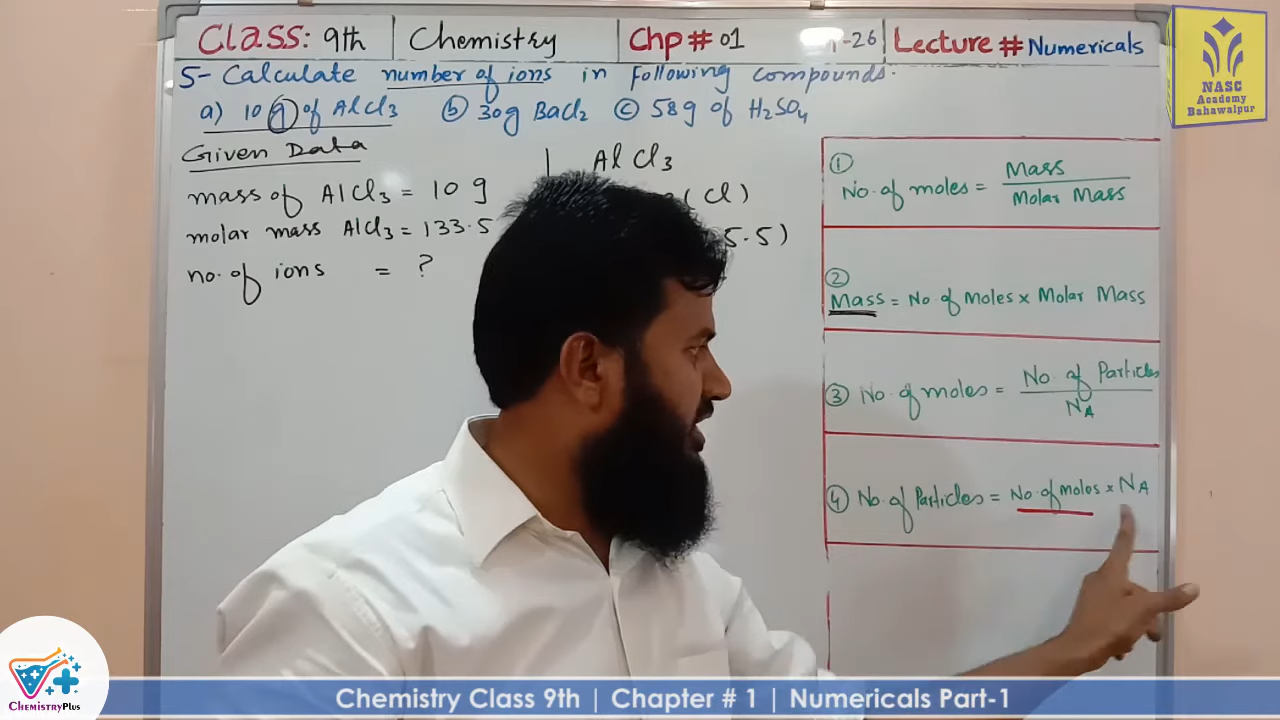 Class: 9th
Chemistry
Chp # 01
-26
Lecture # Numericals
NASC
Academy
Bahawalpur
5- Calculate number of ions in following compounds.
a) 10 g of AlCl3 b 30g BaCl2 c 58g of H2SO4
Given Data
mass of AlCl3 = 10 g
molar mass AlCl3 = 133.5
no. of ions = ?
AlCl3
(Cl)
5.5)
① No. of moles = Mass
Molar Mass
②
Mass = No. of Moles x Molar Mass
③ No. of moles = No. of Particles
NA
④ No. of Particles = No. of moles x NA
ChemistryPlus
Chemistry Class 9th | Chapter # 1 | Numericals Part-1